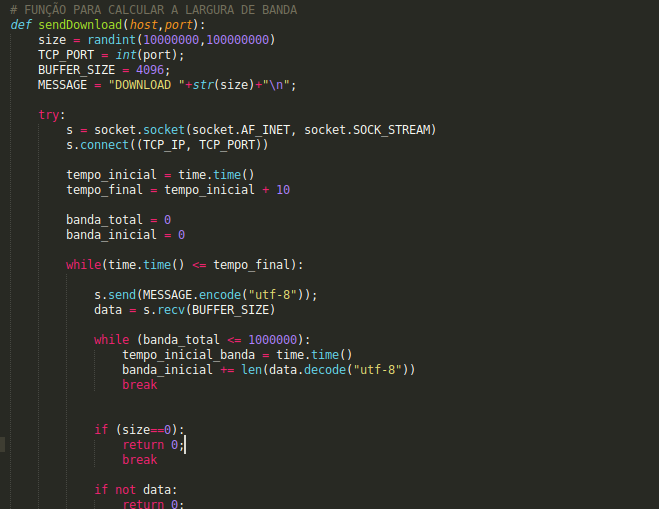 # FUNÇÃO PARA CALCULAR A LARGURA DE BANDA
def sendDownload(host,port):
    size = randint(10000000,100000000)
    TCP_PORT = int(port);
    BUFFER_SIZE = 4096;
    MESSAGE = "DOWNLOAD "+str(size)+"\n";
    try:
        s = socket.socket(socket.AF_INET, socket.SOCK_STREAM)
        s.connect((TCP_IP, TCP_PORT))
        tempo_inicial = time.time()
        tempo_final = tempo_inicial + 10
        banda_total = 0
        banda_inicial = 0
        while(time.time() <= tempo_final):
            s.send(MESSAGE.encode("utf-8"));
            data = s.recv(BUFFER_SIZE)
            while (banda_total <= 1000000):
                tempo_inicial_banda = time.time()
                banda_inicial += len(data.decode("utf-8"))
                break
            if (size==0):
                return 0;
                break
            if not data:
                return 0;